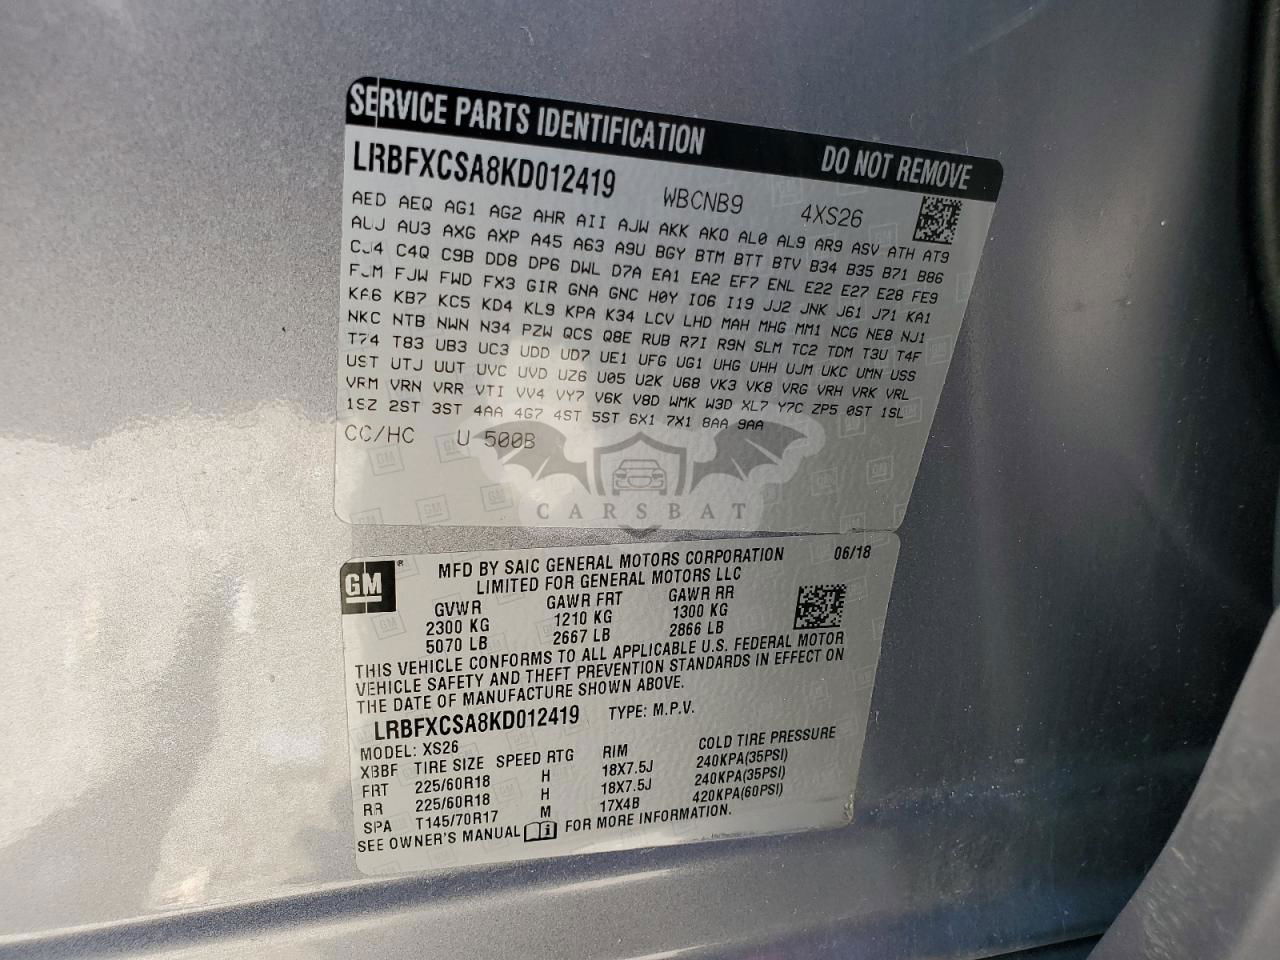 SERVICE PARTS IDENTIFICATION DO NOT REMOVE
LRBFXCSA8KD012419 WBCNB9 4XS26
AED AEQ AG1 AG2 AHR AII AJW AKK AKO AL0 AL9 AR9 ASV ATH AT9
AUJ AU3 AXG AXP A45 A63 A9U BGY BTM BTT BTV B34 B35 B71 B86
CJ4 C4Q C9B DD8 DP6 DWL D7A EA1 EA2 EF7 ENL E22 E27 E28 FE9
FJM FJW FWD FX3 GIR GNA GNC H0Y IO6 I19 JJ2 JNK J61 J71 KA1
KA6 KB7 KC5 KD4 KL9 KPA K34 LCV LHD MAH MHG MM1 NCG NE8 NJ1
NKC NTB NWN N34 PZW QCS Q8E RUB R7I R9N SLM TC2 TDM T3U T4F
T74 T83 UB3 UC3 UDD UD7 UE1 UFG UG1 UHG UHH UJM UKC UMN USS
UST UTJ UUT UVC UVD UZ6 U05 U2K U68 VK3 VK8 VRG VRH VRK VRL
VRM VRN VRR VTI VV4 VY7 V6K V8D WMK W3D XL7 Y7C ZP5 0ST 1SL
1SZ 2ST 3ST 4AA 4G7 4ST 5ST 6X1 7X1 8AA 9AA
CC/HC U 500B
CARSBAT
GM ® MFD BY SAIC GENERAL MOTORS CORPORATION 06/18
LIMITED FOR GENERAL MOTORS LLC
GVWR GAWR FRT GAWR RR
2300 KG 1210 KG 1300 KG
5070 LB 2667 LB 2866 LB
THIS VEHICLE CONFORMS TO ALL APPLICABLE U.S. FEDERAL MOTOR
VEHICLE SAFETY AND THEFT PREVENTION STANDARDS IN EFFECT ON
THE DATE OF MANUFACTURE SHOWN ABOVE.
LRBFXCSA8KD012419 TYPE: M.P.V.
MODEL: XS26
XBBF TIRE SIZE SPEED RTG RIM COLD TIRE PRESSURE
FRT 225/60R18 H 18X7.5J 240KPA(35PSI)
RR 225/60R18 H 18X7.5J 240KPA(35PSI)
SPA T145/70R17 M 17X4B 420KPA(60PSI)
SEE OWNER'S MANUAL FOR MORE INFORMATION.